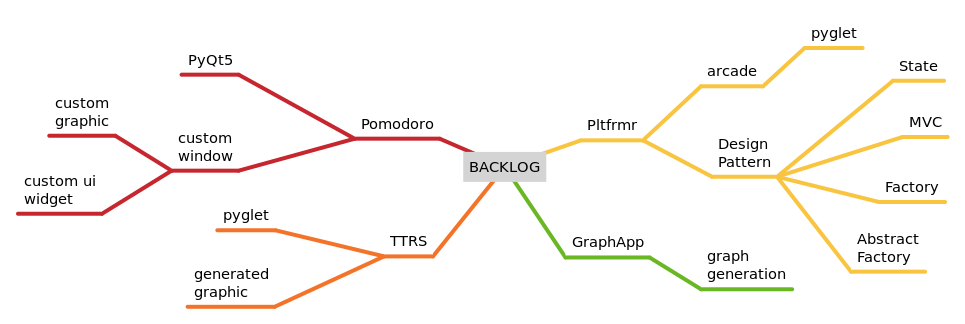 BACKLOG
Pomodoro
PyQt5
custom
window
custom
graphic
custom ui
widget
TTRS
pyglet
generated
graphic
Pltfrmr
arcade
pyglet
Design
Pattern
State
MVC
Factory
Abstract
Factory
GraphApp
graph
generation